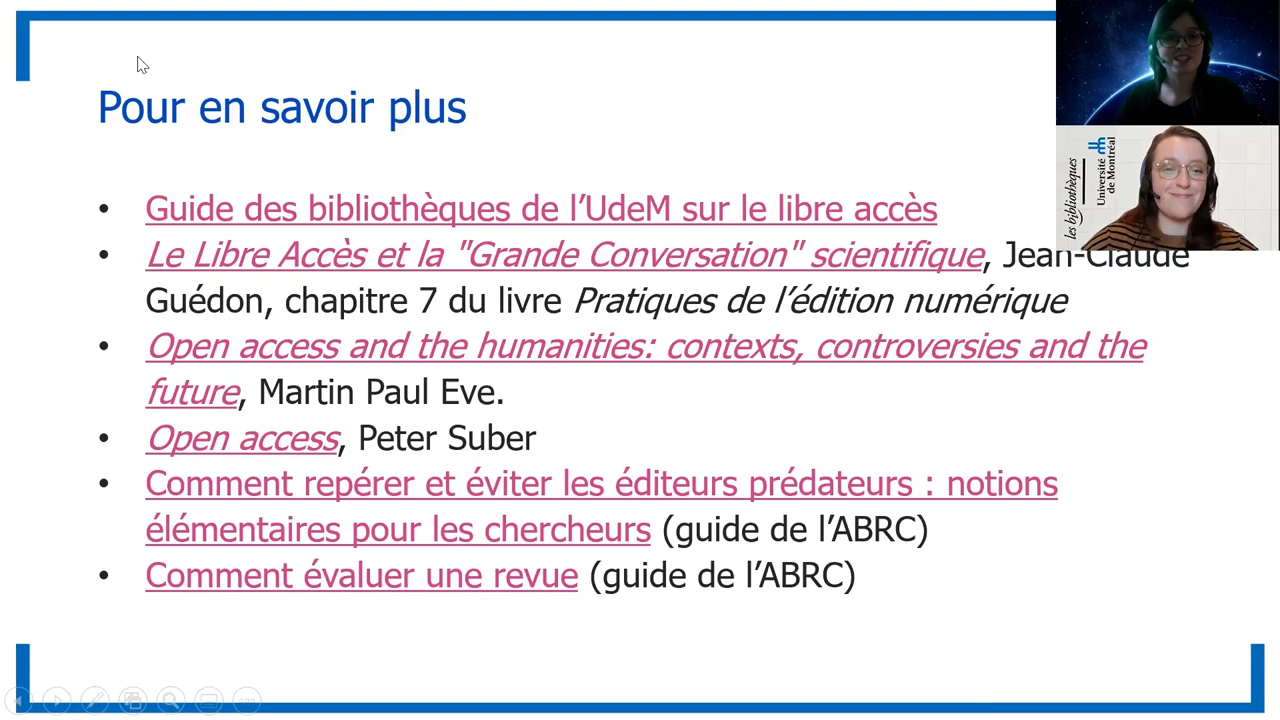 Pour en savoir plus
• Guide des bibliothèques de l’UdeM sur le libre accès
• Le Libre Accès et la "Grande Conversation" scientifique, Jean-Claude
Guédon, chapitre 7 du livre Pratiques de l’édition numérique
• Open access and the humanities: contexts, controversies and the
future, Martin Paul Eve.
• Open access, Peter Suber
• Comment repérer et éviter les éditeurs prédateurs : notions
élémentaires pour les chercheurs (guide de l’ABRC)
• Comment évaluer une revue (guide de l’ABRC)
les bibliothèques
Université
de Montréal